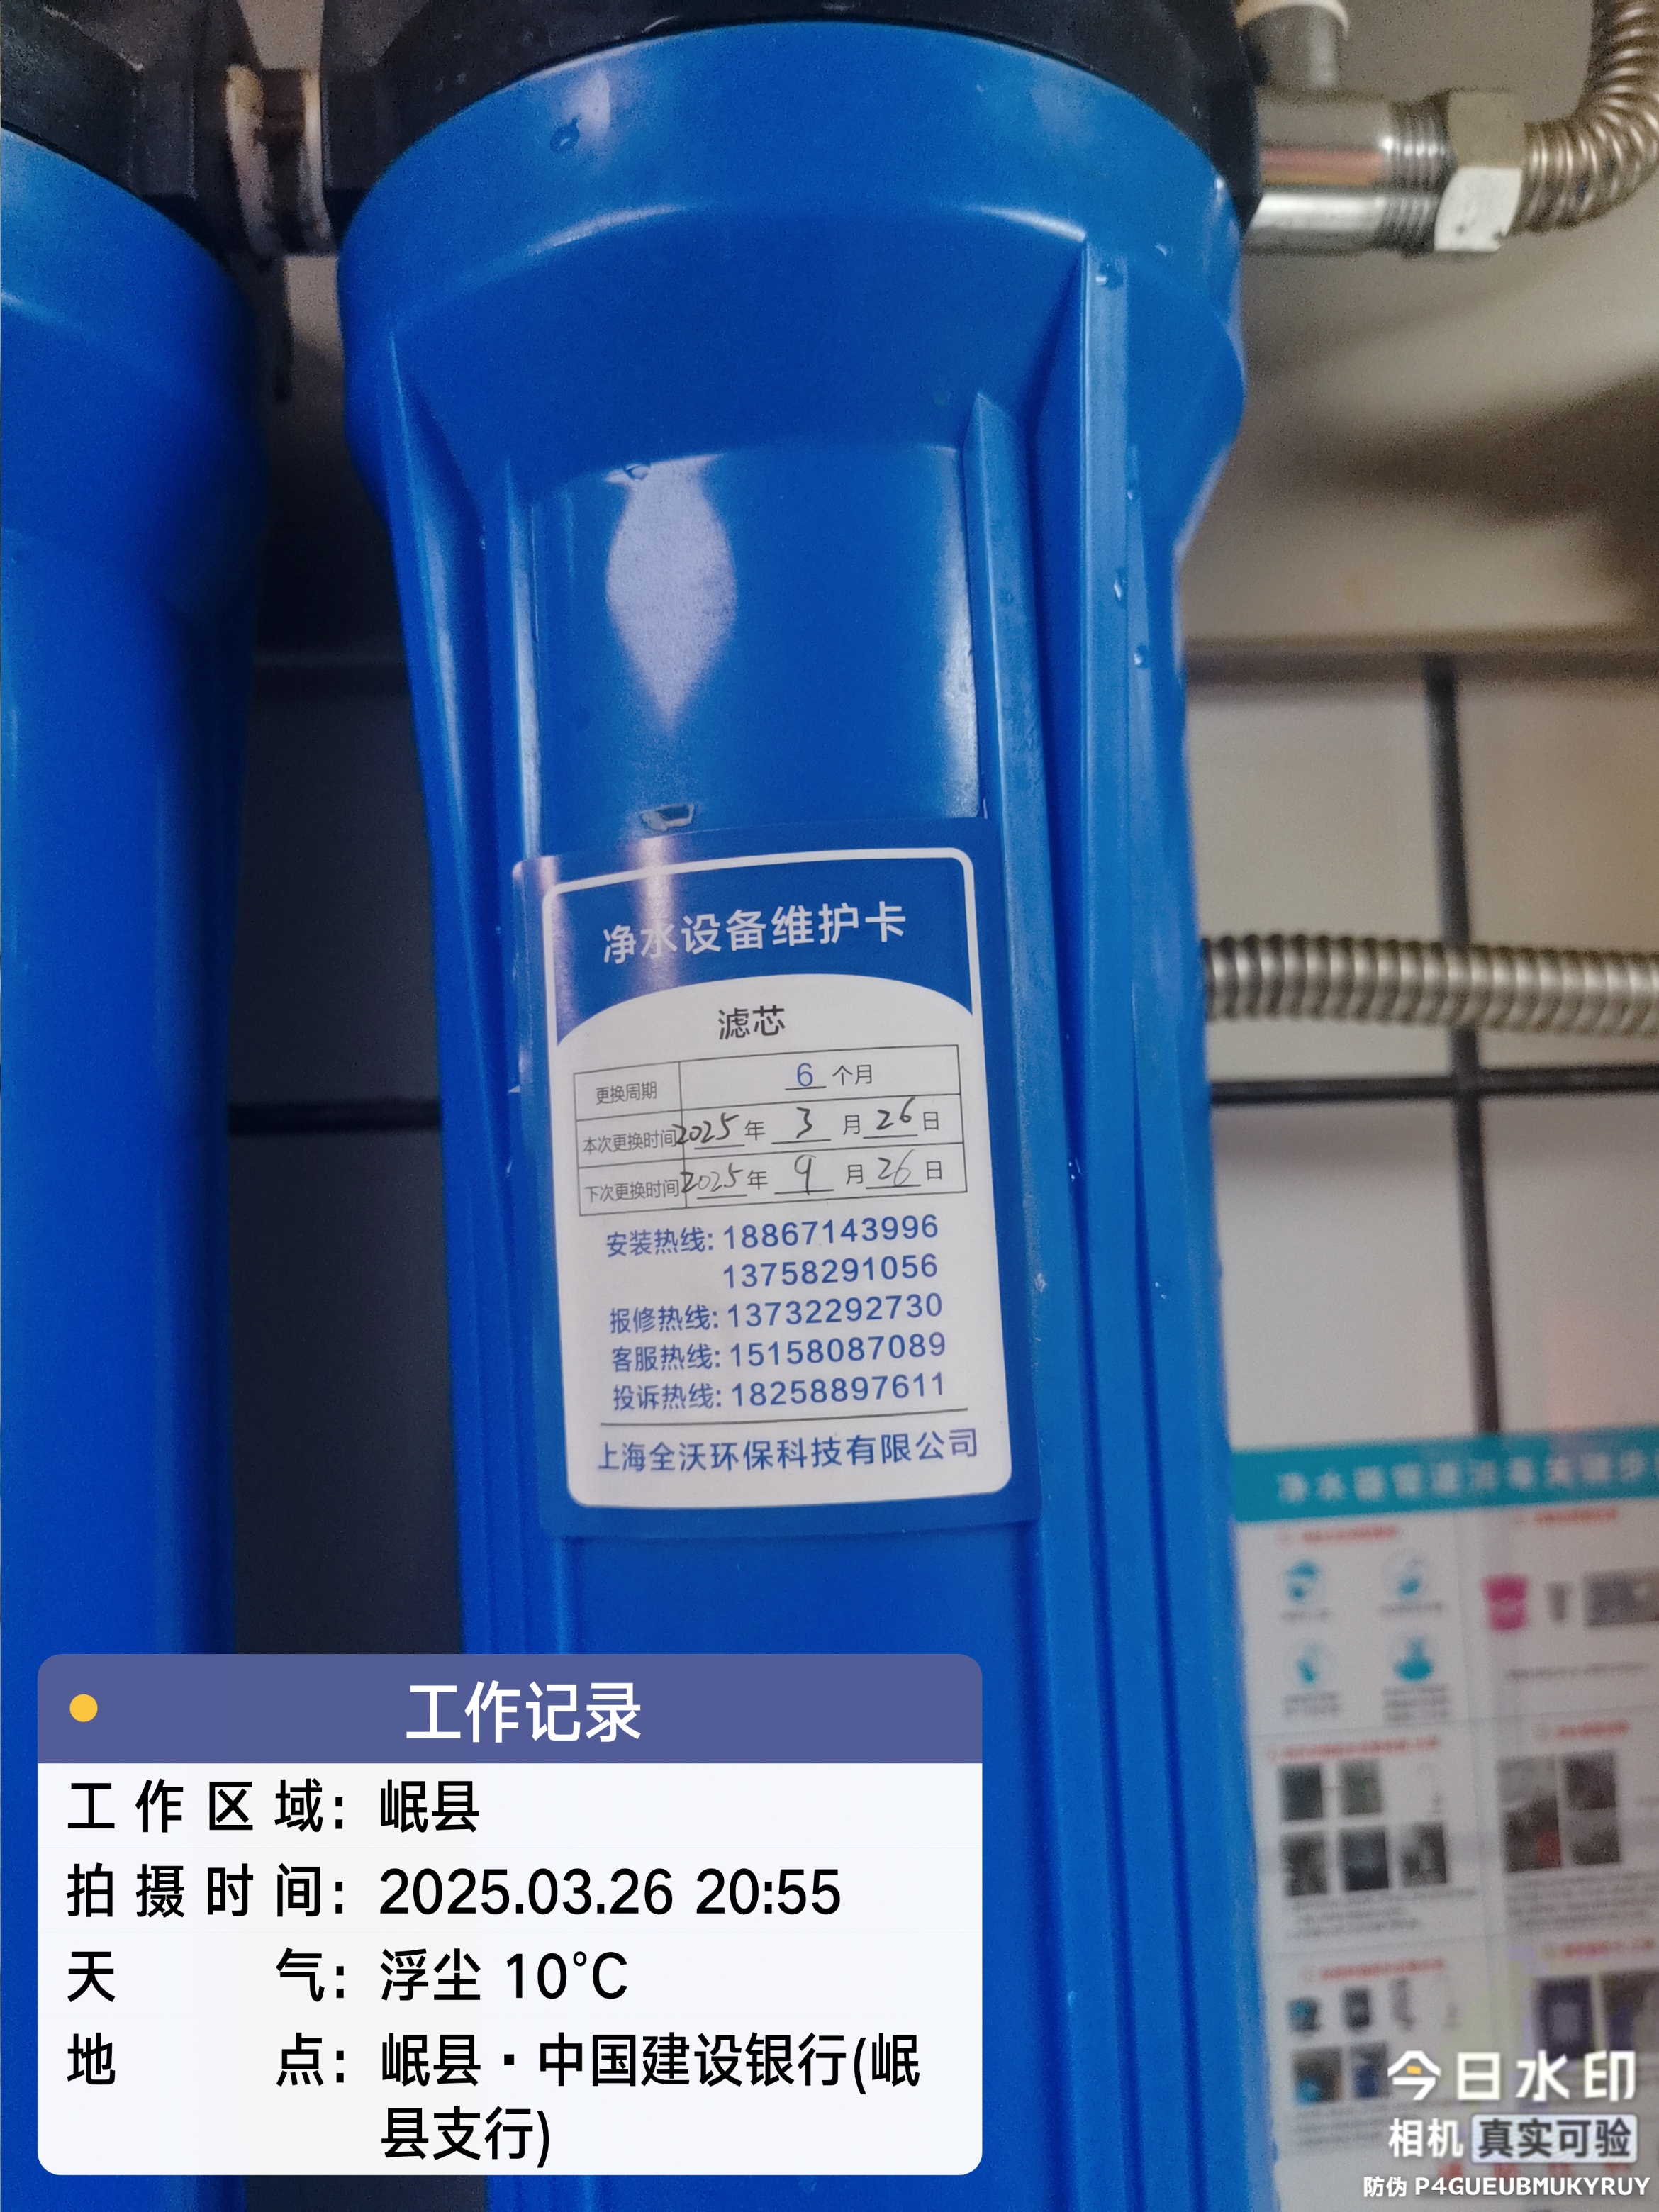 净水设备维护卡
滤芯
更换周期 6 个月
本次更换时间 2025 年 3 月 26 日
下次更换时间 2025 年 9 月 26 日
安装热线: 18867143996
13758291056
报修热线: 13732292730
客服热线: 15158087089
投诉热线: 18258897611
上海全沃环保科技有限公司
工作记录
工作区域: 岷县
拍摄时间: 2025.03.26 20:55
天气: 浮尘 10℃
地点: 岷县·中国建设银行(岷
县支行)
今日水印
相机 真实可验
防伪 P4GUEUBMUKYRUY